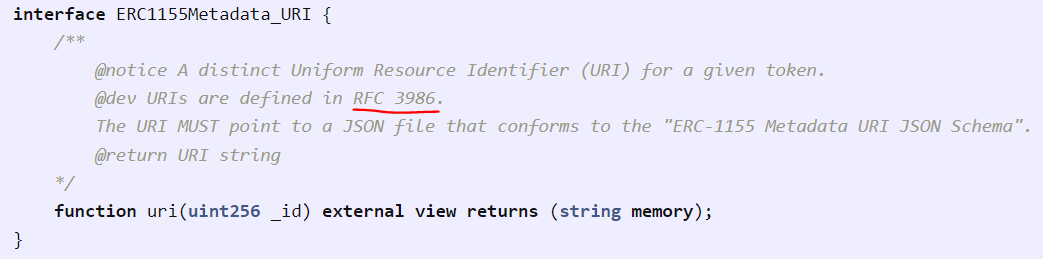 interface ERC1155Metadata_URI {
/**
@notice A distinct Uniform Resource Identifier (URI) for a given token.
@dev URIs are defined in RFC 3986.
The URI MUST point to a JSON file that conforms to the "ERC-1155 Metadata URI JSON Schema".
@return URI string
*/
function uri(uint256 _id) external view returns (string memory);
}